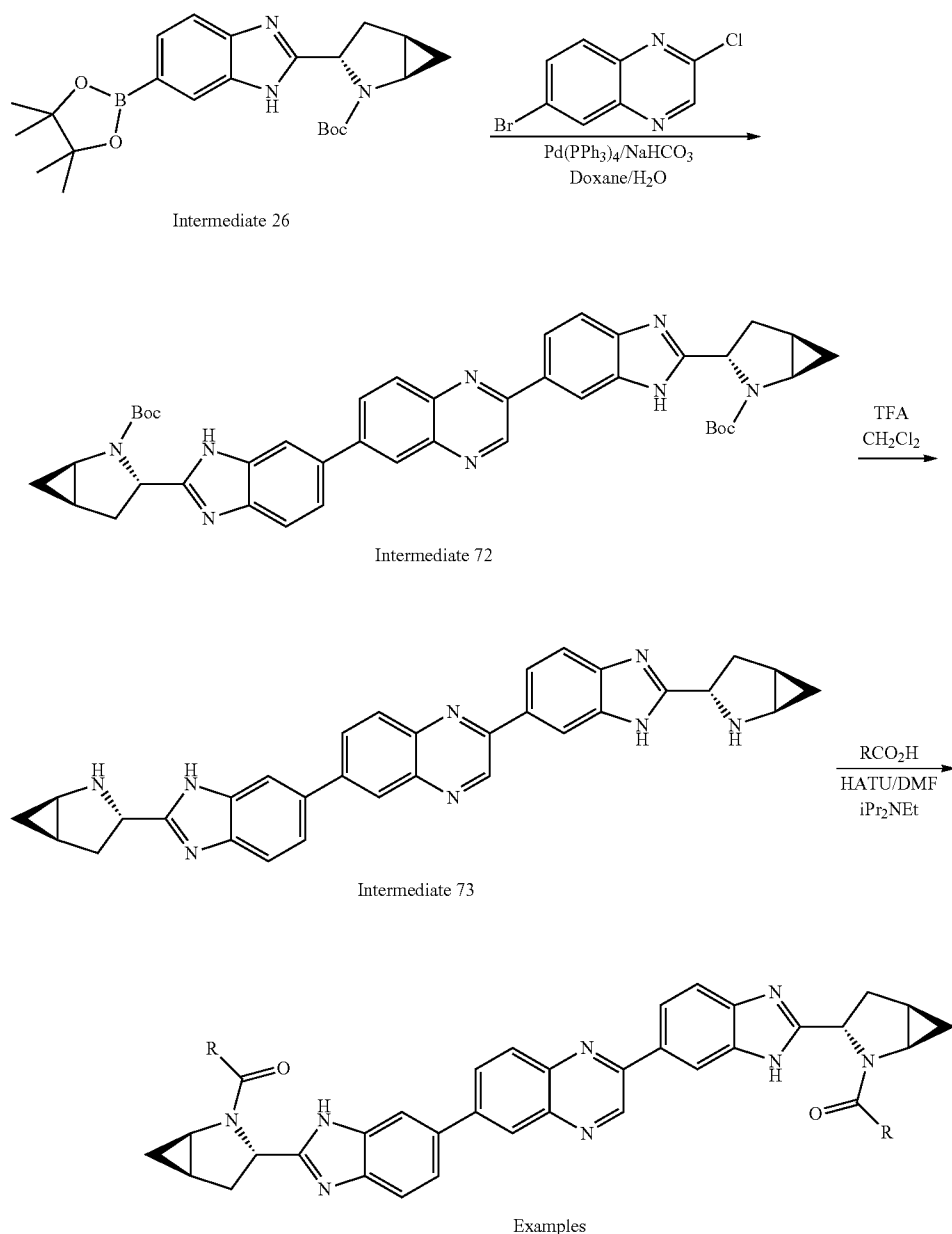 N
O
B
O
N
H
N
Boc
N
Cl
Br
N
Pd(PPh3)4/NaHCO3
Doxane/H2O
Intermediate 26
N
N
H
N
Boc
N
N
Boc
N
H
N
N
TFA
CH2Cl2
Intermediate 72
N
N
H
N
H
N
N
H
N
H
N
N
RCO2H
HATU/DMF
iPr2NEt
Intermediate 73
N
N
H
N
O
R
N
N
R
O
N
H
N
N
Examples